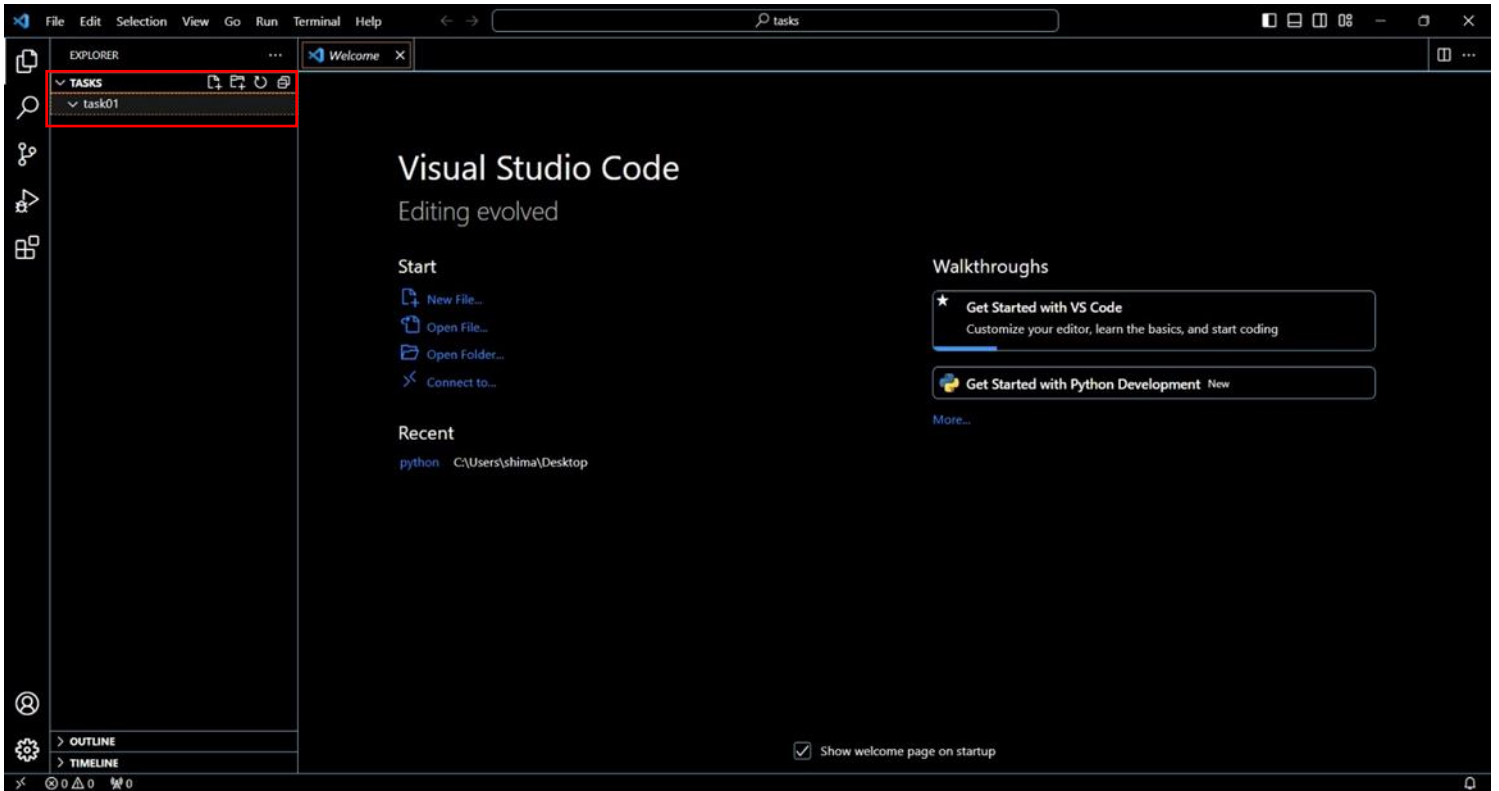 File Edit Selection View Go Run Terminal Help
tasks
EXPLORER
Welcome
TASKS
task01
Visual Studio Code
Editing evolved
Start
New File...
Open File...
Open Folder...
Connect to...
Recent
python C:\Users\shima\Desktop
Walkthroughs
Get Started with VS Code
Customize your editor, learn the basics, and start coding
Get Started with Python Development New
More...
Show welcome page on startup
OUTLINE
TIMELINE
0 0 0